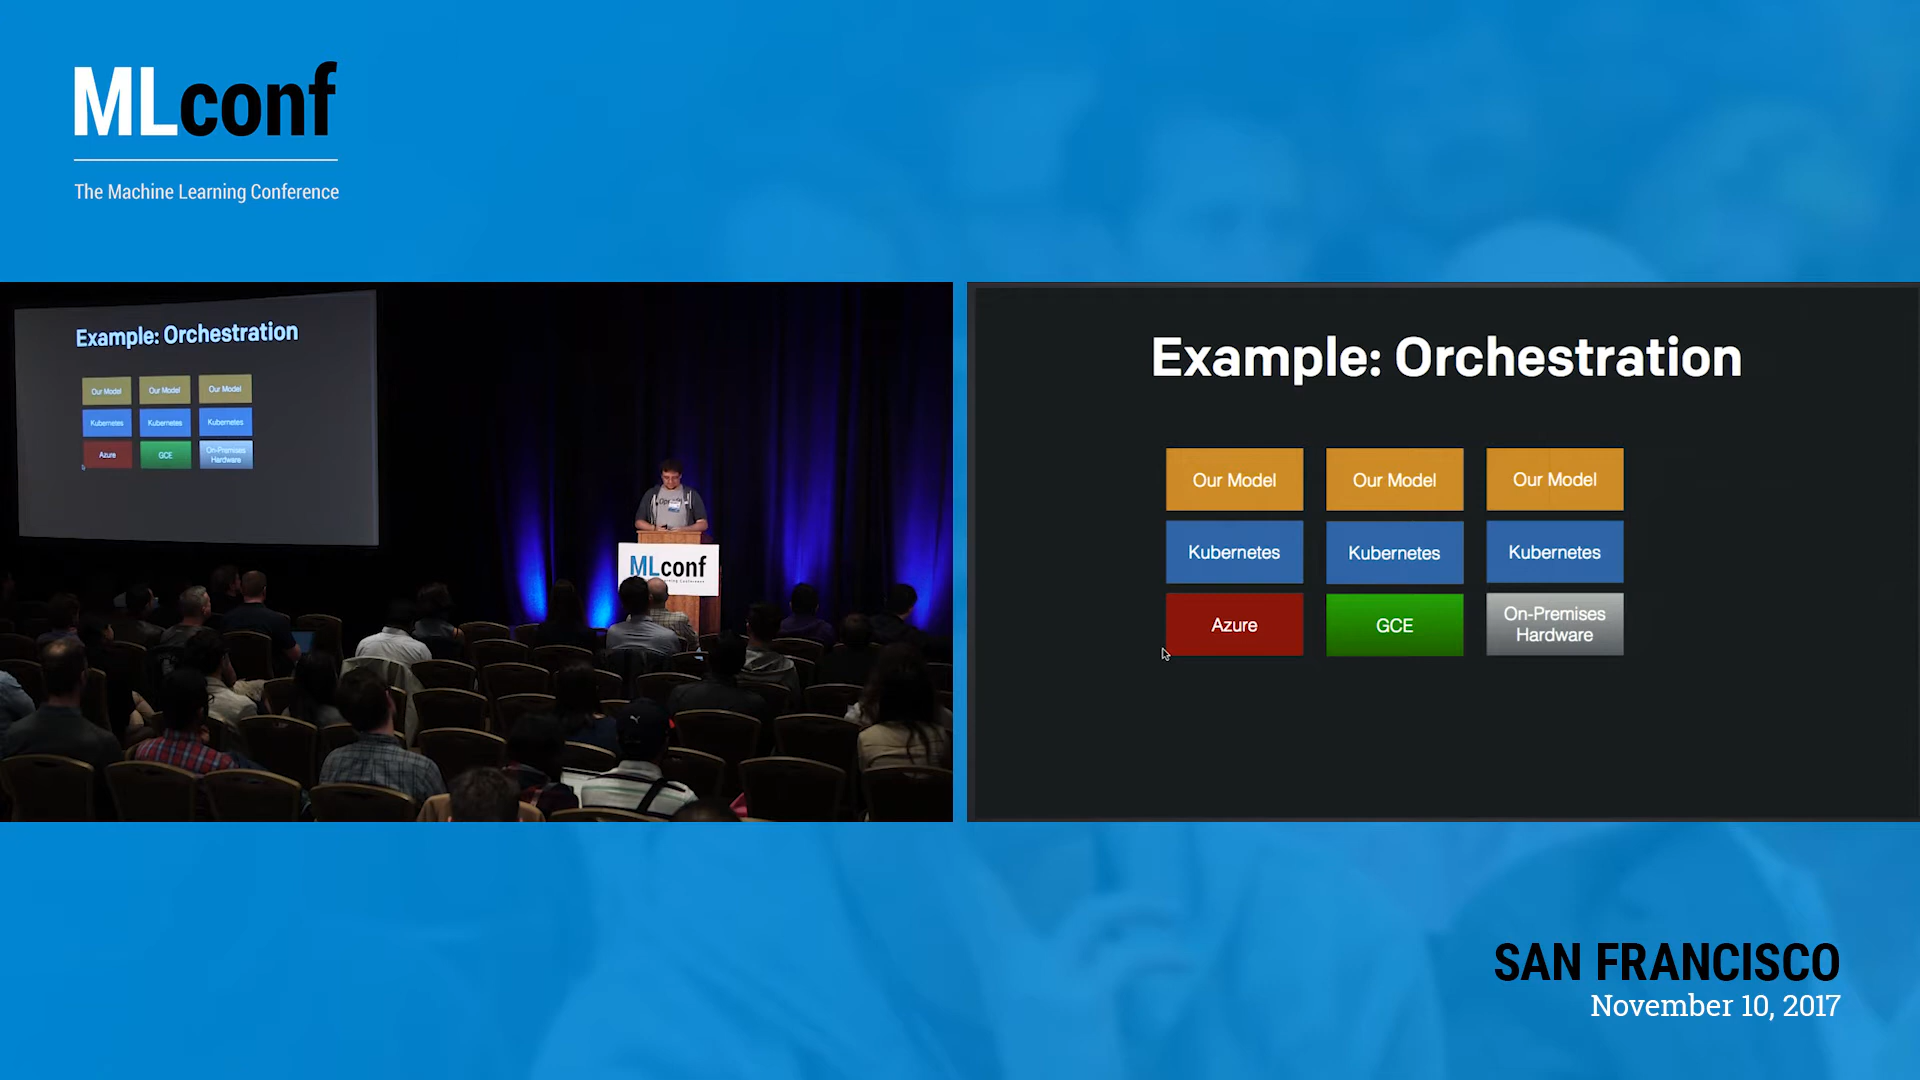 MLconf
The Machine Learning Conference
Example: Orchestration
Our Model Our Model Our Model
Kubernetes Kubernetes Kubernetes
Azure GCE On-Premises
Hardware
MLconf
Example: Orchestration
Our Model Our Model Our Model
Kubernetes Kubernetes Kubernetes
Azure GCE On-Premises
Hardware
SAN FRANCISCO
November 10, 2017